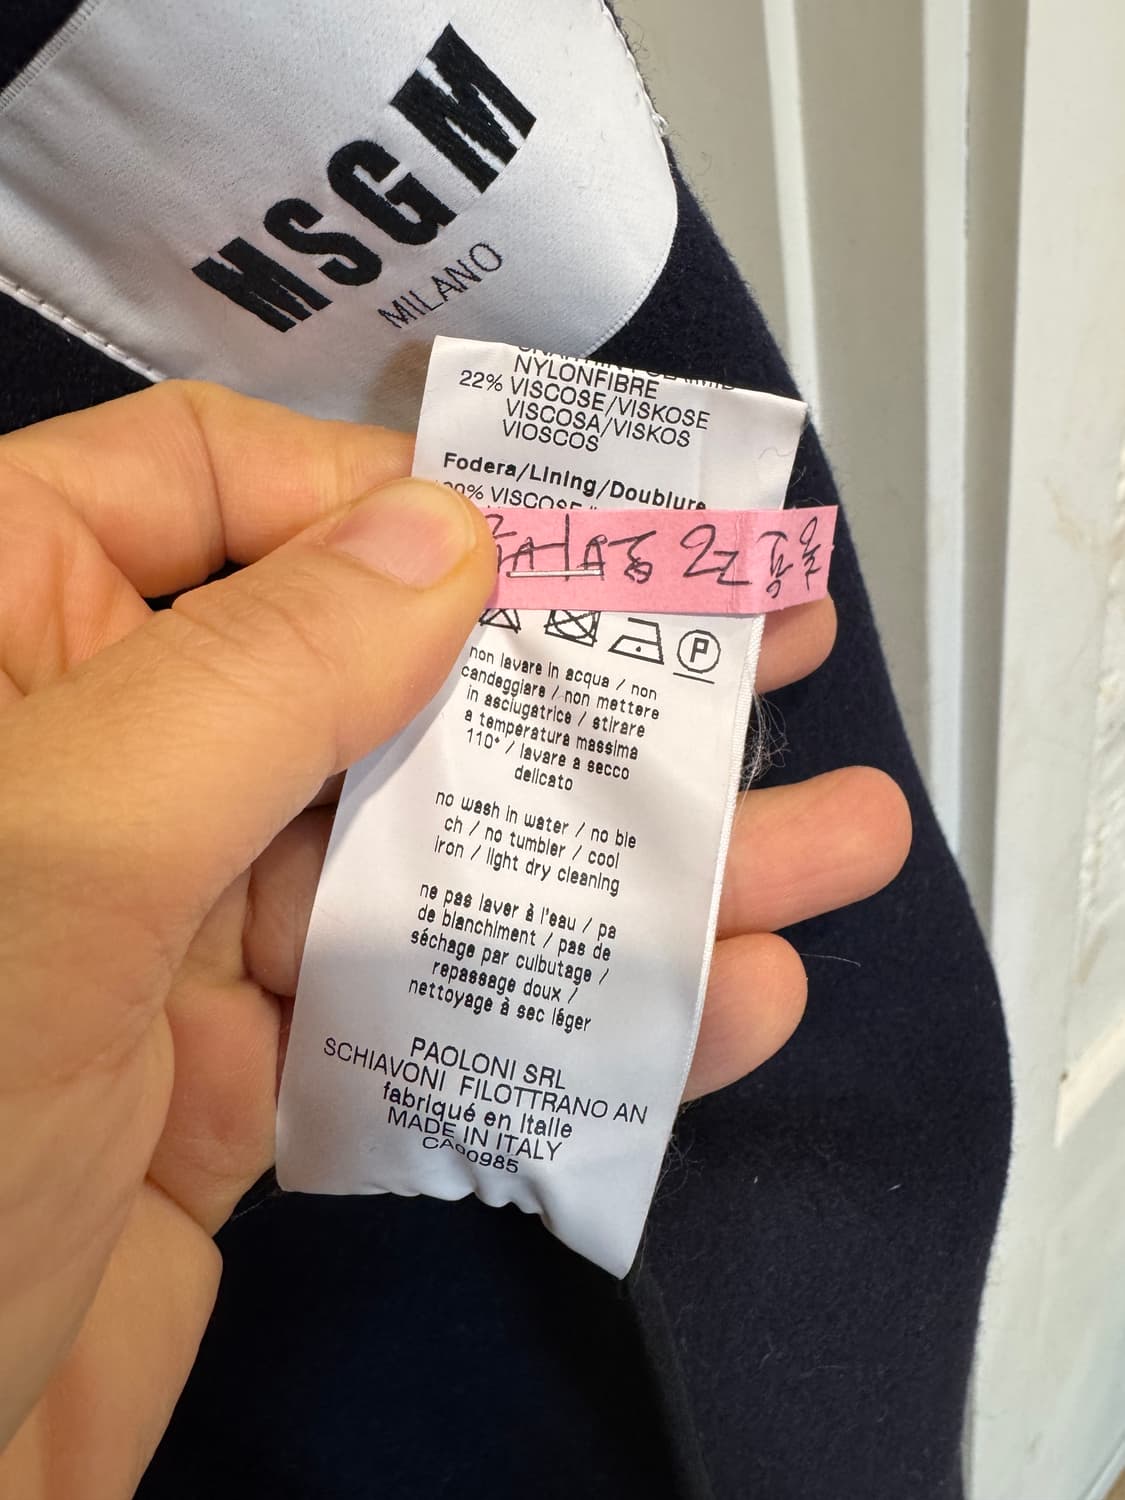 MSGM
MILANO
NYLONFIBRE
22% VISCOSE/VISKOSE
VISCOSA/VISKOS
VIOSCOS
Fodera/Lining/Doublure
% VISCOSE/
P
non lavare in acqua / non
candeggiare / non mettere
in asciugatrice / stirare
a temperatura massima
110° / lavare a secco
delicato
no wash in water / no ble
ch / no tumbler / cool
iron / light dry cleaning
ne pas laver à l'eau / pa
de blanchiment / pas de
séchage par culbutage /
repassage doux /
nettoyage à sec léger
PAOLONI SRL
SCHIAVONI FILOTTRANO AN
fabriqué en Italie
MADE IN ITALY
CA00985